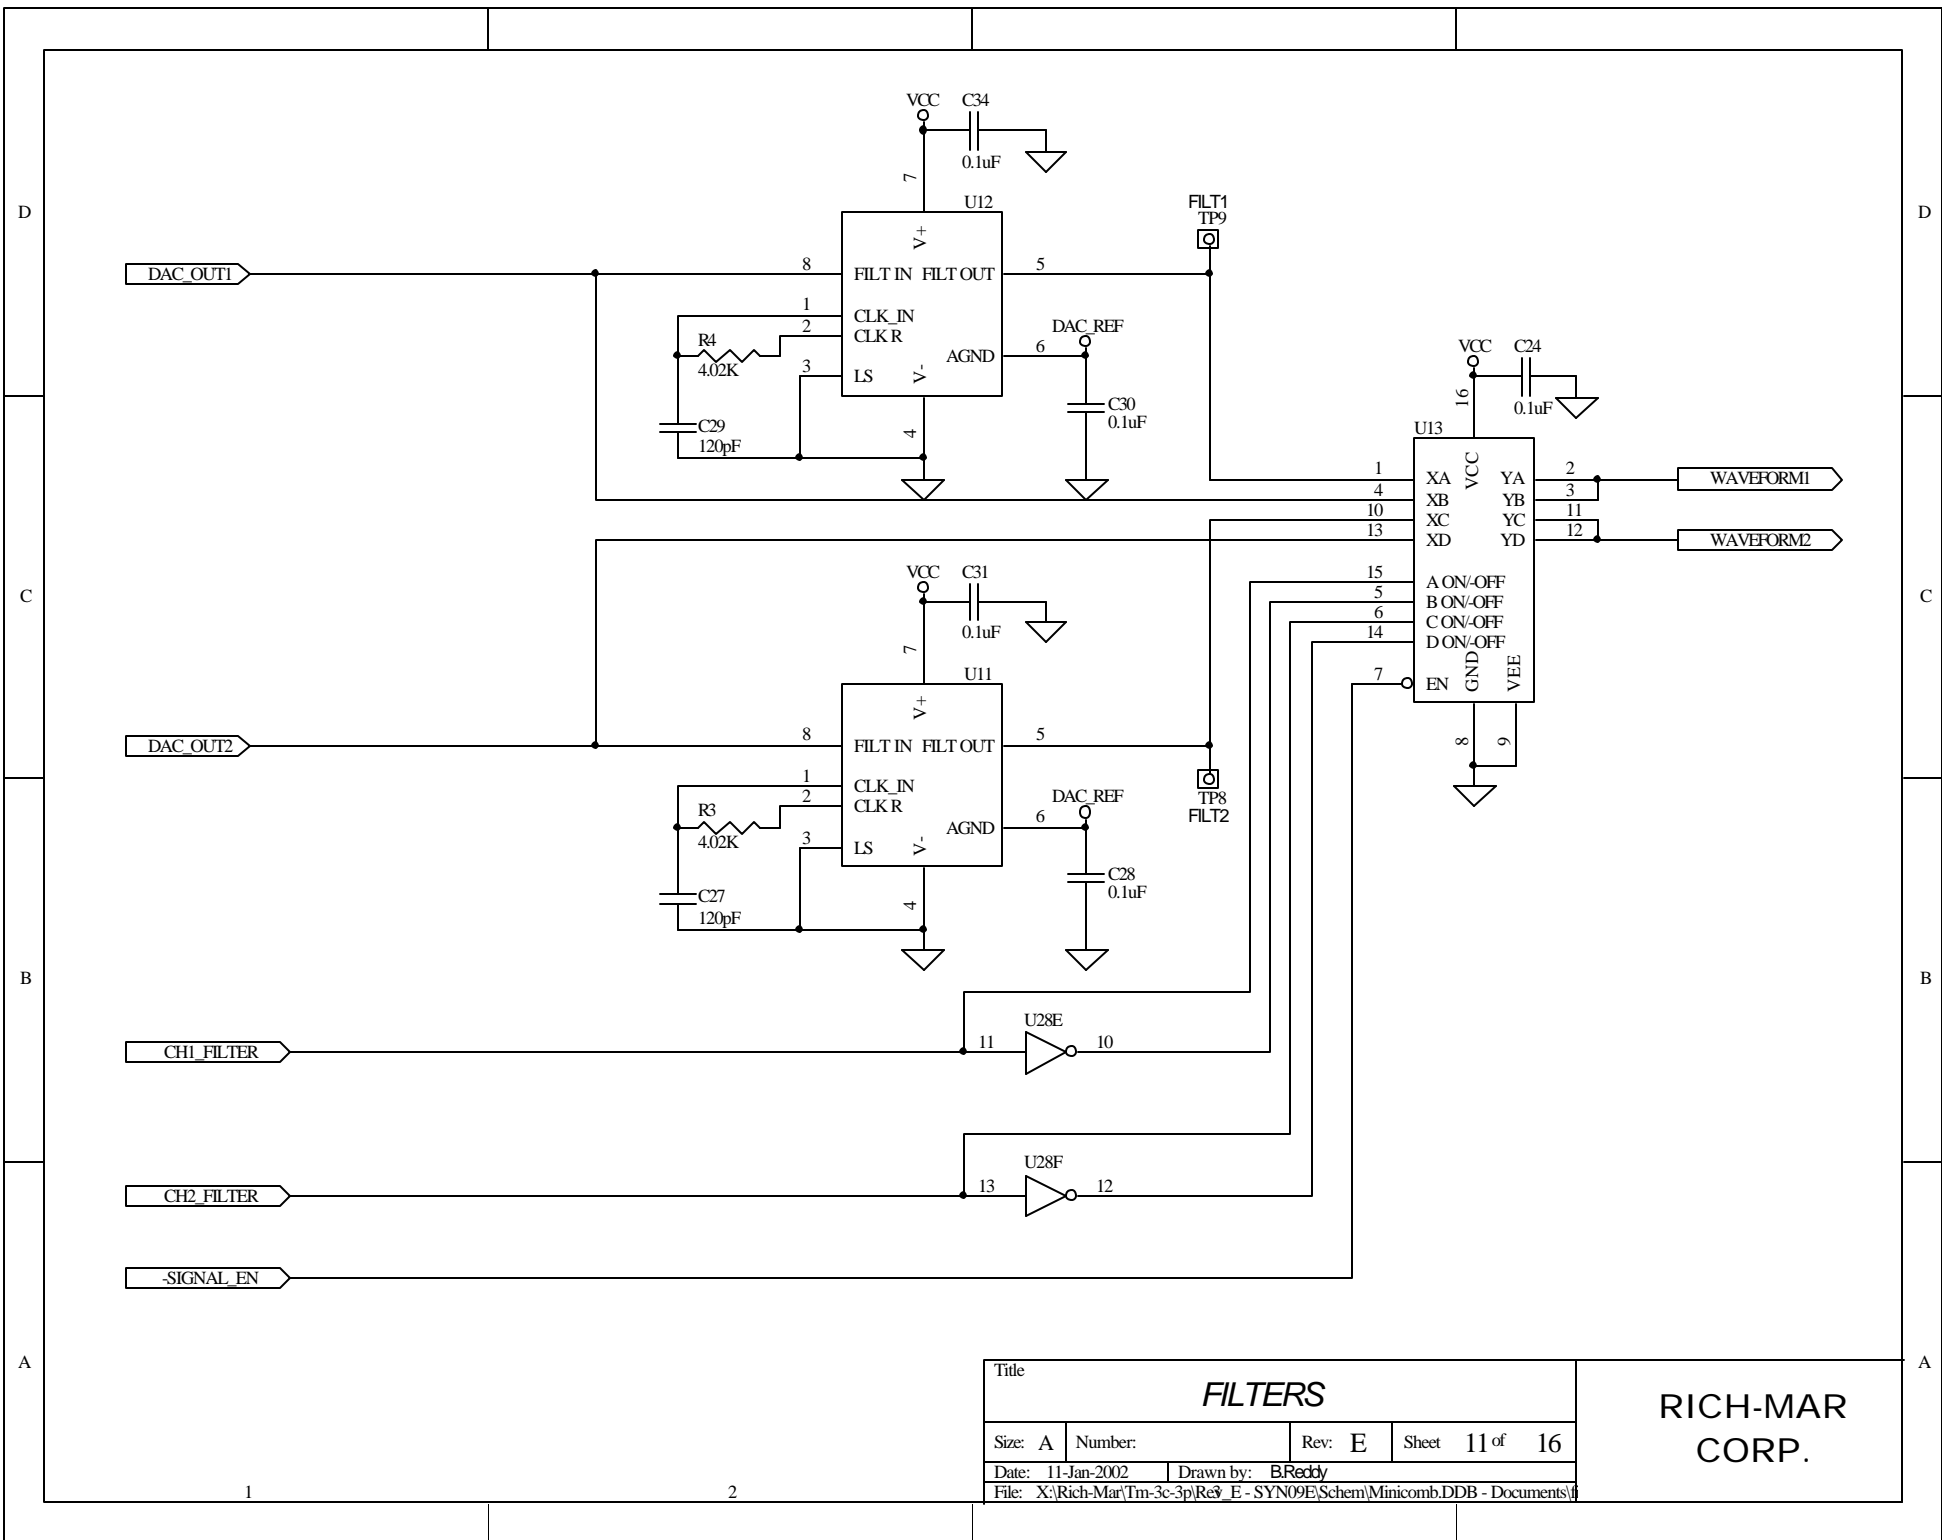 VCC C34
0.1uF
7
U12
FILT1
TP9
D D
V+
DAC_OUT1
8 FILT IN FILT OUT 5
1 CLK_IN
2 CLK R
R4
4.02K
3 LS V-
AGND 6
DAC_REF
C29
120pF
4
C30
0.1uF
VCC C24
16
0.1uF
U13
VCC
1 XA YA 2 WAVEFORM1
4 XB YB 3
10 XC YC 11
13 XD YD 12 WAVEFORM2
VCC C31
0.1uF
7
U11
C C
15 A ON/-OFF
5 B ON/-OFF
6 C ON/-OFF
14 D ON/-OFF
7 EN GND VEE
8 9
V+
DAC_OUT2
8 FILT IN FILT OUT 5
1 CLK_IN
2 CLK R
R3
4.02K
3 LS V-
AGND 6
DAC_REF
TP8
FILT2
C27
120pF
4
C28
0.1uF
B B
U28E
CH1_FILTER
11 10
U28F
CH2_FILTER
13 12
-SIGNAL_EN
A A
Title
FILTERS
RICH-MAR
CORP.
Size: A Number: Rev: E Sheet 11 of 16
Date: 11-Jan-2002 Drawn by: B.Reddy
File: X:\Rich-Mar\Tm-3c-3p\Rev_E - SYN09E\Schem\Minicomb.DDB - Documents\
1 2 3